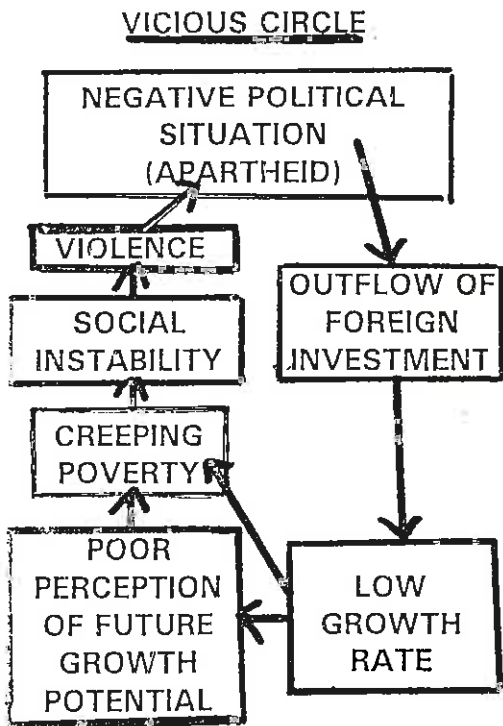 VICIOUS CIRCLE
NEGATIVE POLITICAL
SITUATION
(APARTHEID)
VIOLENCE
SOCIAL
INSTABILITY
CREEPING
POVERTY
POOR
PERCEPTION
OF FUTURE
GROWTH
POTENTIAL
OUTFLOW OF
FOREIGN
INVESTMENT
LOW
GROWTH
RATE